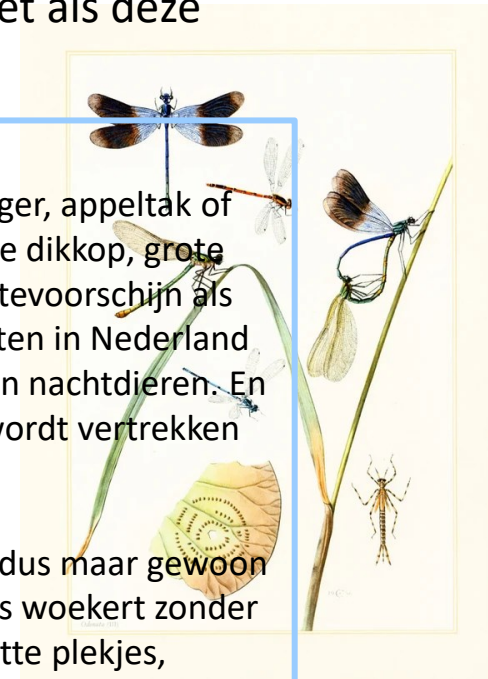 et als deze
ger, appeltak of
e dikkop, grote
tevoorschijn als
ten in Nederland
n nachtdieren. En
wordt vertrekken
dus maar gewoon
s woekert zonder
tte plekjes,